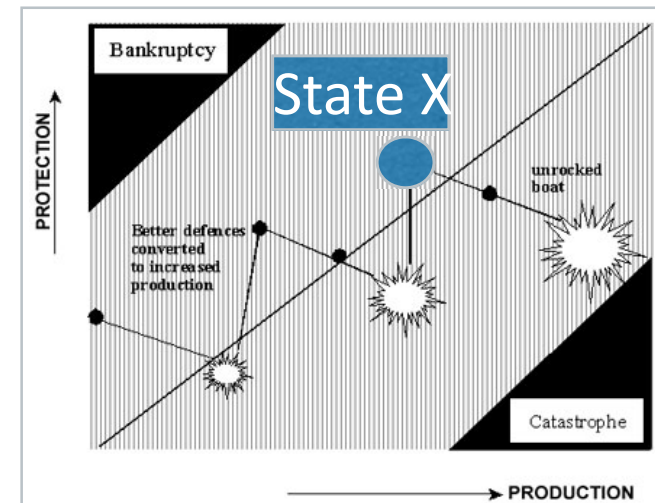 Bankruptcy
State X
PROTECTION
unrocked
boat
Better defences
converted
to increased
production
Catastrophe
PRODUCTION